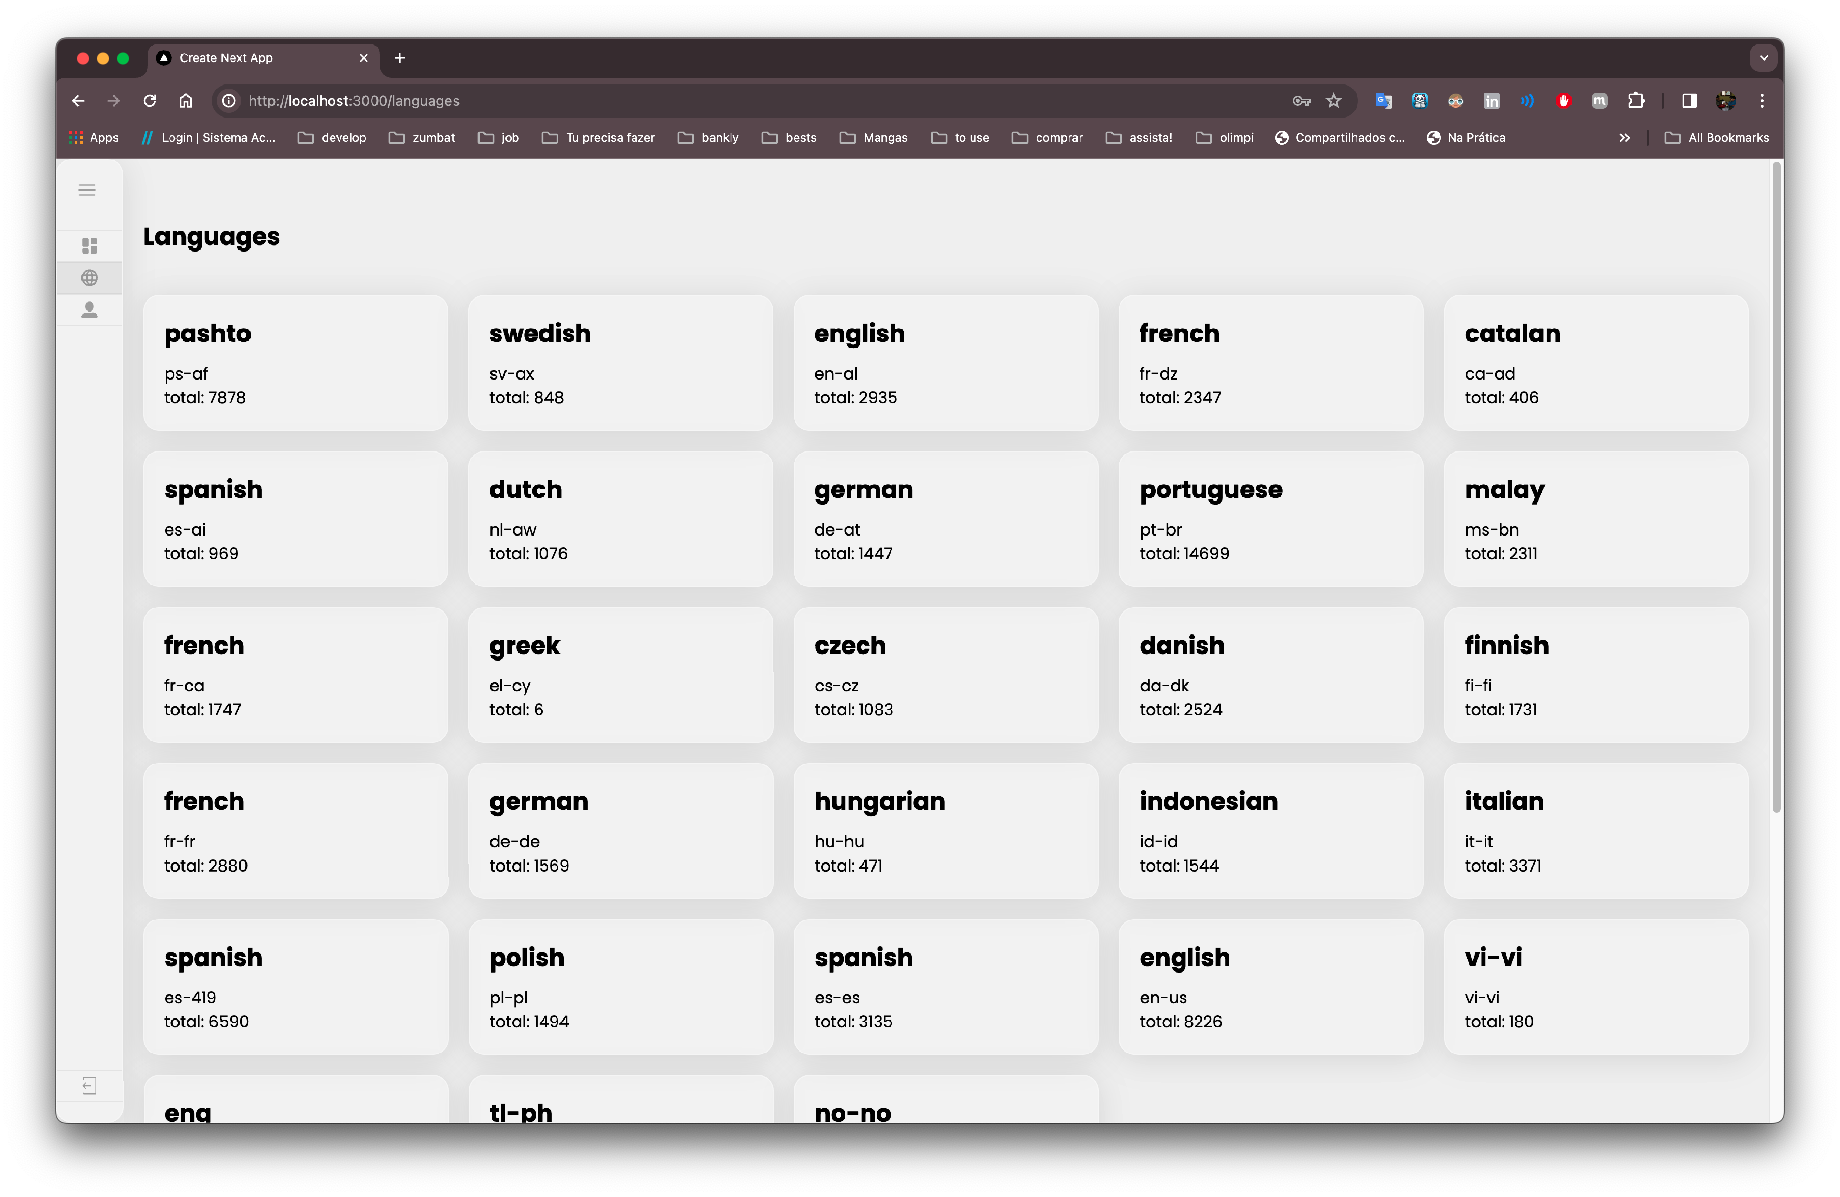 Create Next App
http://localhost:3000/languages
Apps
Login | Sistema Ac...
develop
zumbat
job
Tu precisa fazer
bankly
bests
Mangas
to use
comprar
assista!
olimpi
Compartilhados c...
Na Prática
All Bookmarks
Languages
pashto
ps-af
total: 7878
swedish
sv-ax
total: 848
english
en-al
total: 2935
french
fr-dz
total: 2347
catalan
ca-ad
total: 406
spanish
es-ai
total: 969
dutch
nl-aw
total: 1076
german
de-at
total: 1447
portuguese
pt-br
total: 14699
malay
ms-bn
total: 2311
french
fr-ca
total: 1747
greek
el-cy
total: 6
czech
cs-cz
total: 1083
danish
da-dk
total: 2524
finnish
fi-fi
total: 1731
french
fr-fr
total: 2880
german
de-de
total: 1569
hungarian
hu-hu
total: 471
indonesian
id-id
total: 1544
italian
it-it
total: 3371
spanish
es-419
total: 6590
polish
pl-pl
total: 1494
spanish
es-es
total: 3135
english
en-us
total: 8226
vi-vi
vi-vi
total: 180
eng
tl-ph
no-no